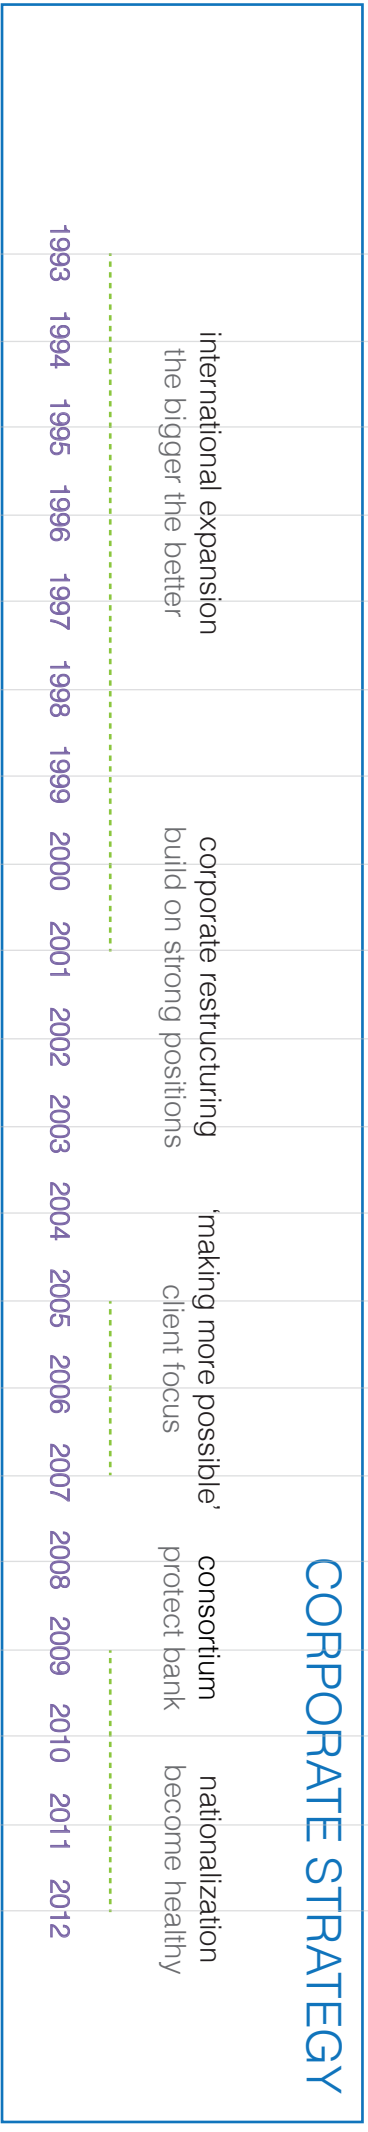 CORPORATE STRATEGY
international expansion
the bigger the better
corporate restructuring
build on strong positions
‘making more possible’
client focus
consortium
protect bank
nationalization
become healthy
1993 1994 1995 1996 1997 1998 1999 2000 2001 2002 2003 2004 2005 2006 2007 2008 2009 2010 2011 2012